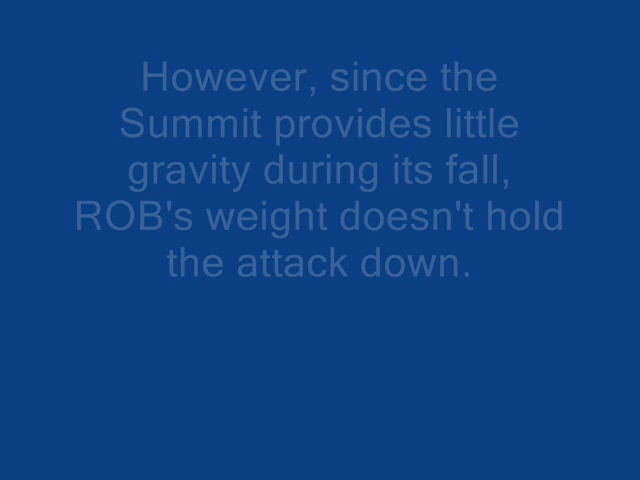 However, since the
Summit provides little
gravity during its fall,
ROB's weight doesn't hold
the attack down.